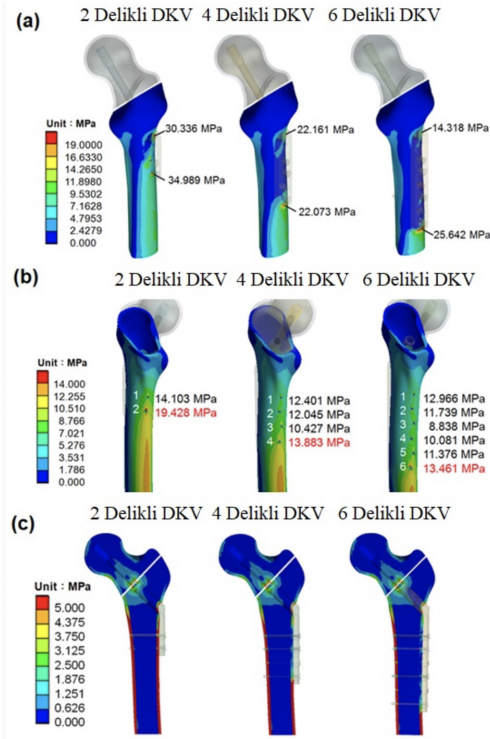 (a)
2 Delikli DKV 4 Delikli DKV 6 Delikli DKV
Unit : MPa
19.0000
16.6330
14.2650
11.8980
9.5302
7.1628
4.7953
2.4279
0.000
30.336 MPa
34.989 MPa
22.161 MPa
22.073 MPa
14.318 MPa
25.642 MPa
(b)
2 Delikli DKV 4 Delikli DKV 6 Delikli DKV
Unit : MPa
14.000
12.255
10.510
8.766
7.021
5.276
3.531
1.786
0.000
1 14.103 MPa
2 19.428 MPa
1 12.401 MPa
2 12.045 MPa
3 10.427 MPa
4 13.883 MPa
1 12.966 MPa
2 11.739 MPa
3 8.838 MPa
4 10.081 MPa
5 11.376 MPa
6 13.461 MPa
(c)
2 Delikli DKV 4 Delikli DKV 6 Delikli DKV
Unit : MPa
5.000
4.375
3.750
3.125
2.500
1.876
1.251
0.626
0.000